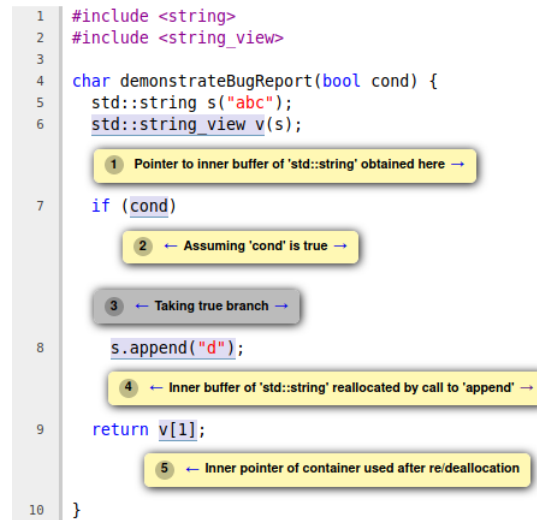 1 #include <string>
2 #include <string_view>
3
4 char demonstrateBugReport(bool cond) {
5 std::string s("abc");
6 std::string_view v(s);
1 Pointer to inner buffer of 'std::string' obtained here →
7 if (cond)
2 ← Assuming 'cond' is true →
3 ← Taking true branch →
8 s.append("d");
4 ← Inner buffer of 'std::string' reallocated by call to 'append' →
9 return v[1];
5 ← Inner pointer of container used after re/deallocation
10 }